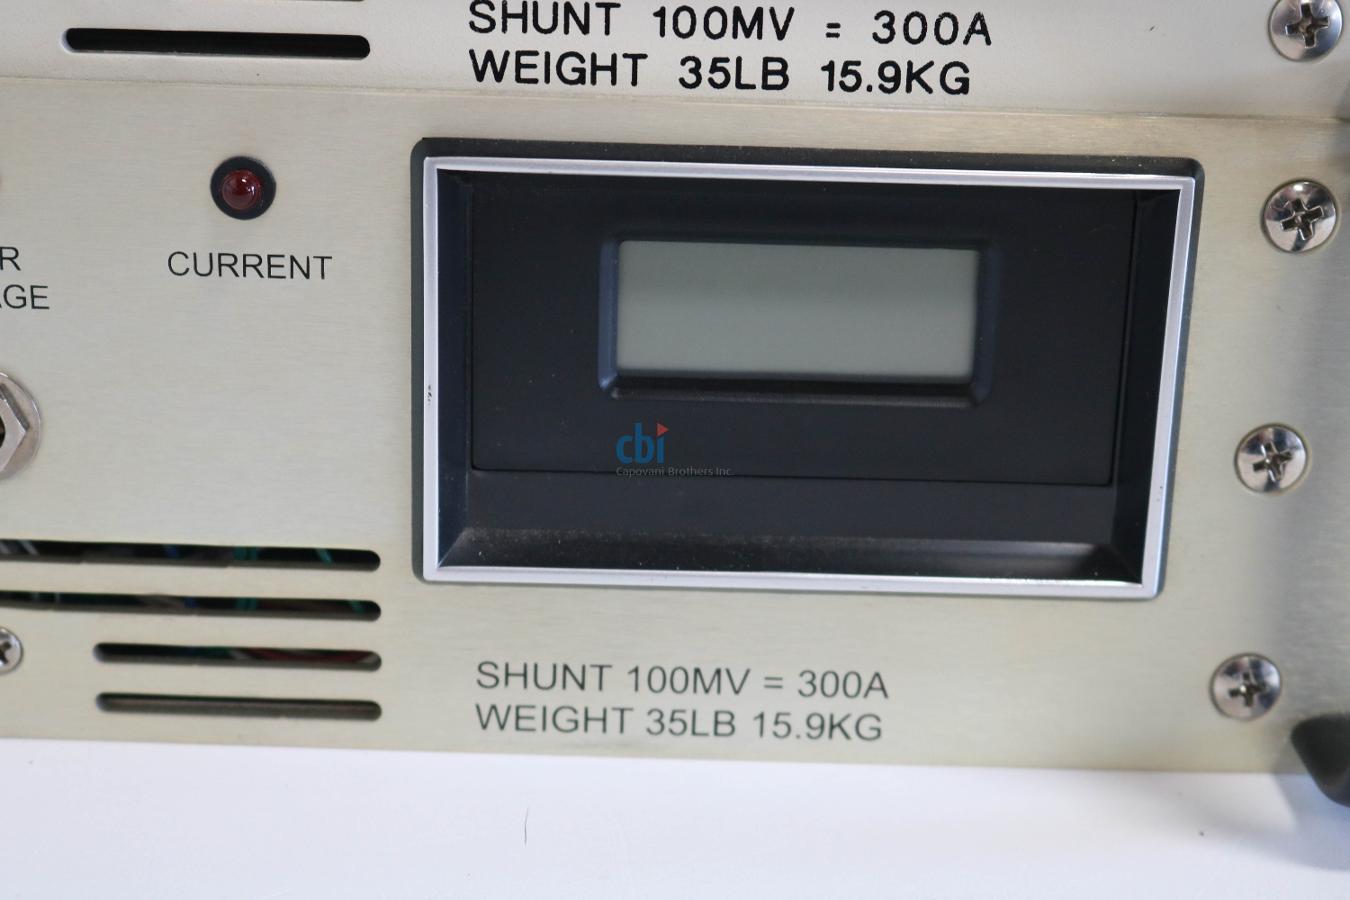 SHUNT 100MV = 300A
WEIGHT 35LB 15.9KG
CURRENT
R
AGE
cbi
Capovani Brothers Inc.
SHUNT 100MV = 300A
WEIGHT 35LB 15.9KG